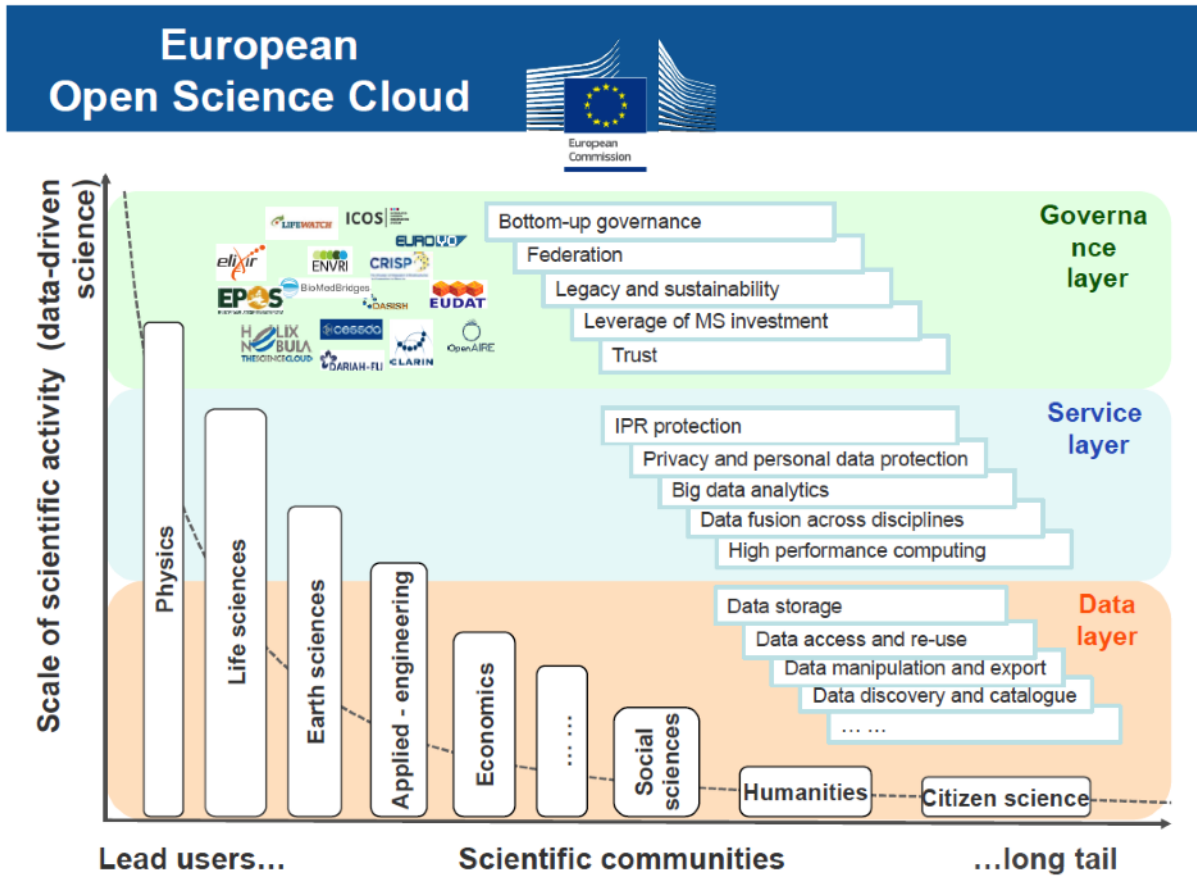 European
Open Science Cloud
European
Commission
Scale of scientific activity (data-driven
science)
LIFEWATCH
ICOS
EUROVO
elixir
ENVRI
CRISP
EPOS
BioMedBridges
DASISH
EUDAT
HELIX
NEBULA
THE SCIENCE CLOUD
cessda
DARIAH-EU
CLARIN
OpenAIRE
Bottom-up governance
Federation
Legacy and sustainability
Leverage of MS investment
Trust
Governa
nce
layer
IPR protection
Privacy and personal data protection
Big data analytics
Data fusion across disciplines
High performance computing
Service
layer
Data storage
Data access and re-use
Data manipulation and export
Data discovery and catalogue
... ...
Data
layer
Physics
Life sciences
Earth sciences
Applied - engineering
Economics
... ...
Social
sciences
Humanities
Citizen science
Lead users...
Scientific communities
...long tail